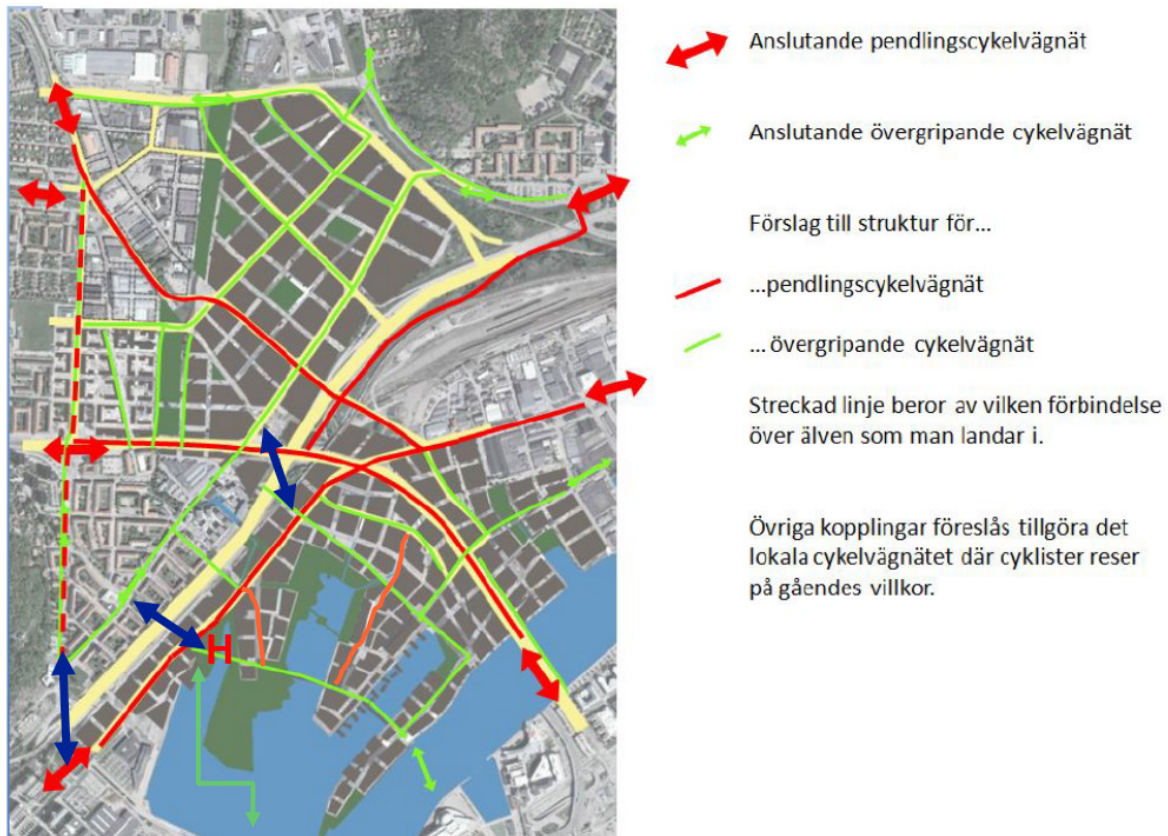 Anslutande pendlingscykelvägnät
Anslutande övergripande cykelvägnät
Förslag till struktur för...
...pendlingscykelvägnät
... övergripande cykelvägnät
Streckad linje beror av vilken förbindelse
över älven som man landar i.
Övriga kopplingar föreslås tillgöra det
lokala cykelvägnätet där cyklister reser
på gåendes villkor.
H